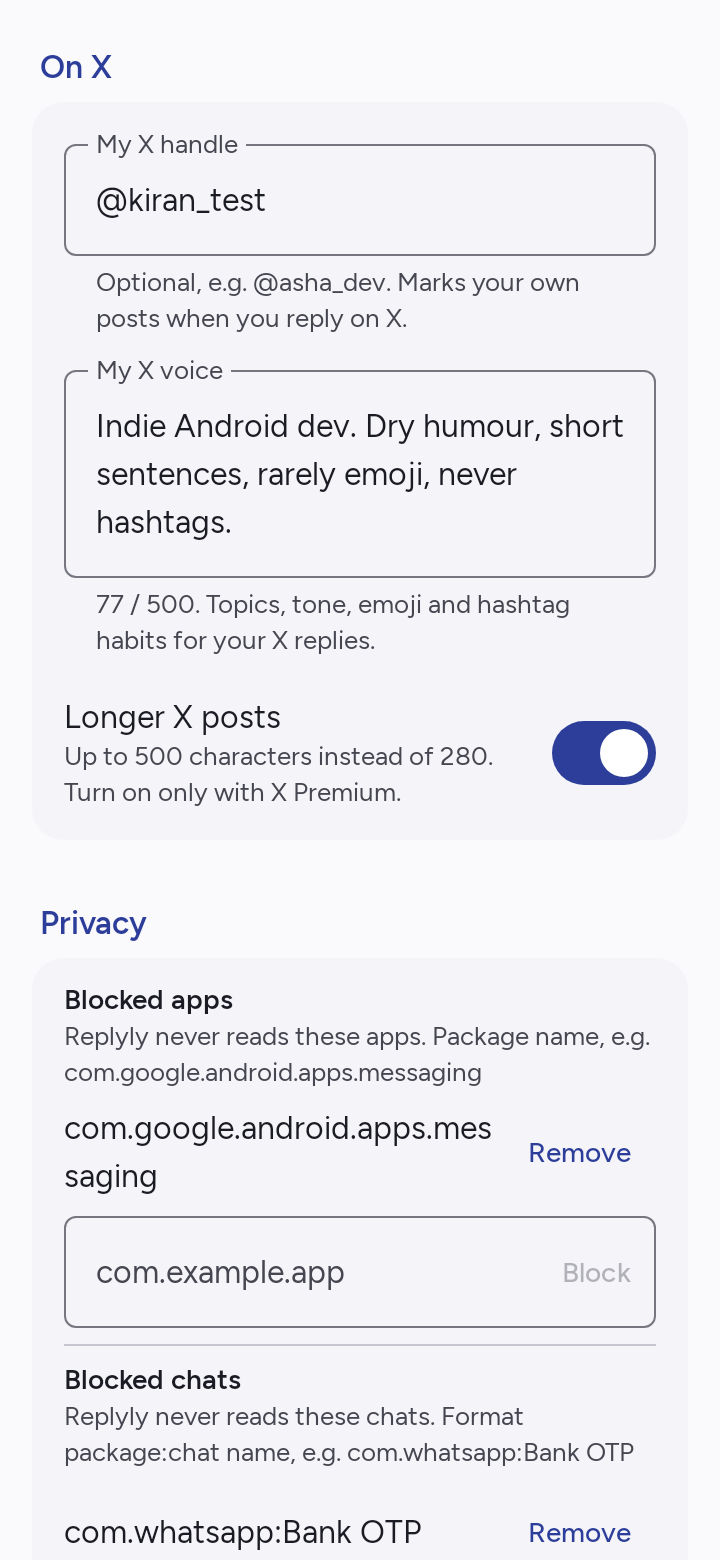 On X
My X handle
@kiran_test
Optional, e.g. @asha_dev. Marks your own
posts when you reply on X.
My X voice
Indie Android dev. Dry humour, short
sentences, rarely emoji, never
hashtags.
77 / 500. Topics, tone, emoji and hashtag
habits for your X replies.
Longer X posts
Up to 500 characters instead of 280.
Turn on only with X Premium.
Privacy
Blocked apps
Replyly never reads these apps. Package name, e.g.
com.google.android.apps.messaging
com.google.android.apps.mes
saging
Remove
com.example.app
Block
Blocked chats
Replyly never reads these chats. Format
package:chat name, e.g. com.whatsapp:Bank OTP
com.whatsapp:Bank OTP
Remove